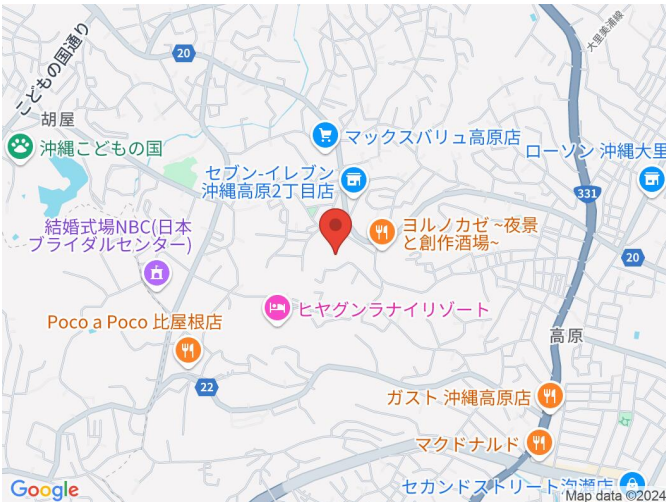 こどもの国通り
20
大里美浦線
胡屋
マックスバリュ高原店
沖縄こどもの国
セブン-イレブン
沖縄高原2丁目店
ローソン 沖縄大里
331
結婚式場NBC(日本
ブライダルセンター)
ヨルノカゼ ~夜景
と創作酒場~
20
ヒヤグンラナイリゾート
Poco a Poco 比屋根店
高原
22
ガスト 沖縄高原店
マクドナルド
セカンドストリート泡瀬店
Google
Map data ©2024